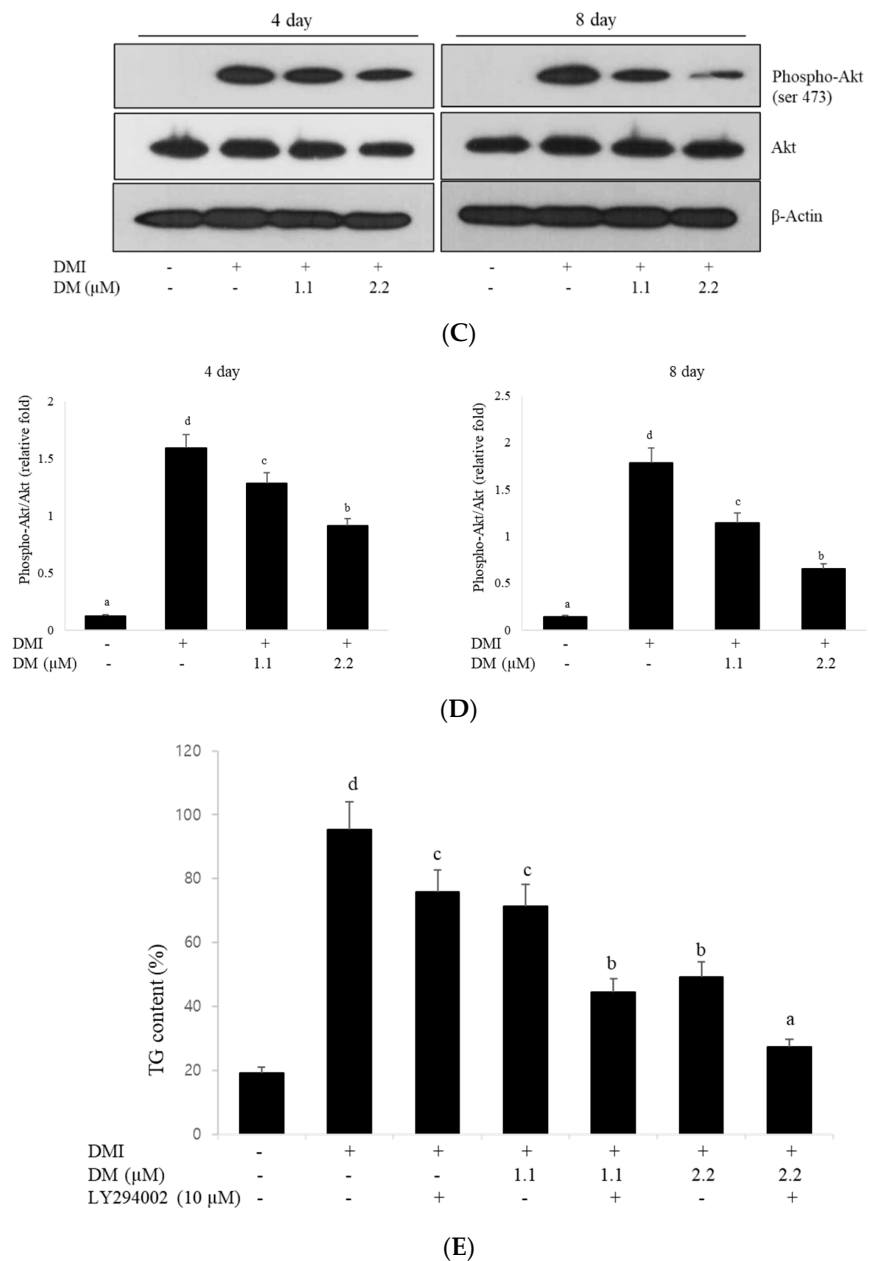 4 day 8 day
Phospho-Akt
(ser 473)
Akt
β-Actin
DMI - + + + - + + +
DM (μM) - - 1.1 2.2 - - 1.1 2.2
(C)
4 day
Phospho-Akt/Akt (relative fold)
2
1.5
1
0.5
0
a d c b
DMI - + + +
DM (μM) - - 1.1 2.2
8 day
Phospho-Akt/Akt (relative fold)
2.5
2
1.5
1
0.5
0
a d c b
DMI - + + +
DM (μM) - - 1.1 2.2
(D)
TG content (%)
120
100
80
60
40
20
0
d c c b b a
DMI - + + + + + +
DM (μM) - - - 1.1 1.1 2.2 2.2
LY294002 (10 μM) - - + - + - +
(E)